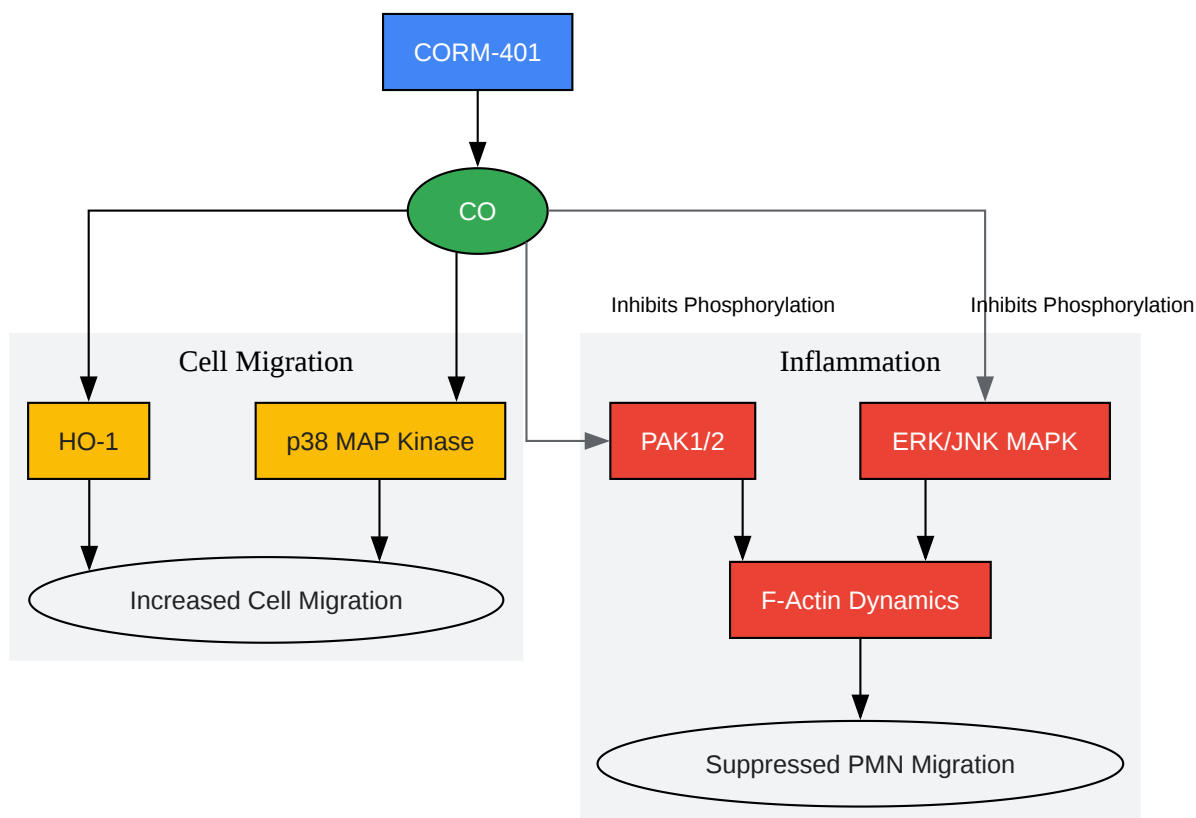 CORM-401
CO
Inhibits Phosphorylation
Inhibits Phosphorylation
Cell Migration
Inflammation
HO-1
p38 MAP Kinase
PAK1/2
ERK/JNK MAPK
Increased Cell Migration
F-Actin Dynamics
Suppressed PMN Migration